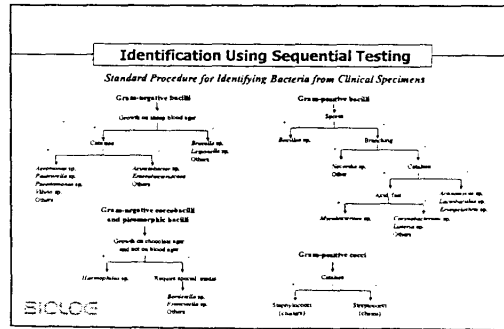 Identification Using Sequential Testing
Standard Procedure for Identifying Bacteria from Clinical Specimens
Gram-negative bacilli
Growth on sheep blood agar
Brucella sp.
Legionella sp.
Others
Aeromonas sp.
Pasteurella sp.
Pseudomonas sp.
Vibrio sp.
Others
Acinetobacter sp.
Enterobacteriaceae
Others
Gram-negative coccobacilli
and pleomorphic bacilli
Growth on chocolate agar
and not on blood agar
Haemophilus sp.
Require special media
Bordetella sp.
Francisella sp.
Others
Gram-positive bacilli
Spores
Bacillus sp.
Branching
Nocardia sp.
Other
Catalase
Acid Fast
Actinomyces sp.
Lactobacillus sp.
Erysipelothrix sp.
Mycobacterium sp.
Corynebacterium sp.
Listeria sp.
Others
Gram-positive cocci
Catalase
Staphylococci
(clusters)
Streptococci
(chains)
BIOLOG